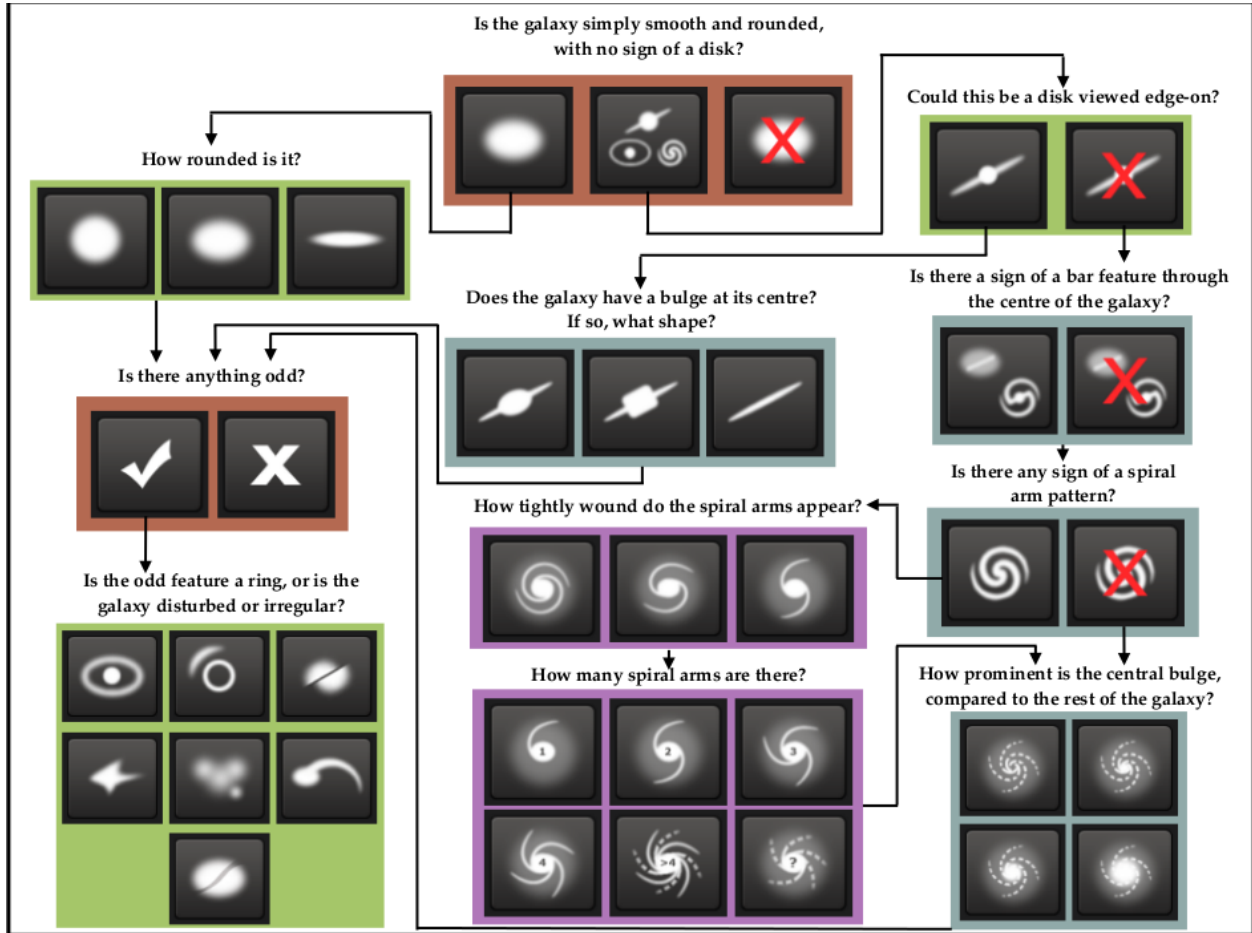 Is the galaxy simply smooth and rounded,
with no sign of a disk?
Could this be a disk viewed edge-on?
How rounded is it?
Is there a sign of a bar feature through
the centre of the galaxy?
Does the galaxy have a bulge at its centre?
If so, what shape?
Is there anything odd?
Is there any sign of a spiral
arm pattern?
How tightly wound do the spiral arms appear?
Is the odd feature a ring, or is the
galaxy disturbed or irregular?
How many spiral arms are there?
How prominent is the central bulge,
compared to the rest of the galaxy?
1
2
3
4
>4
?